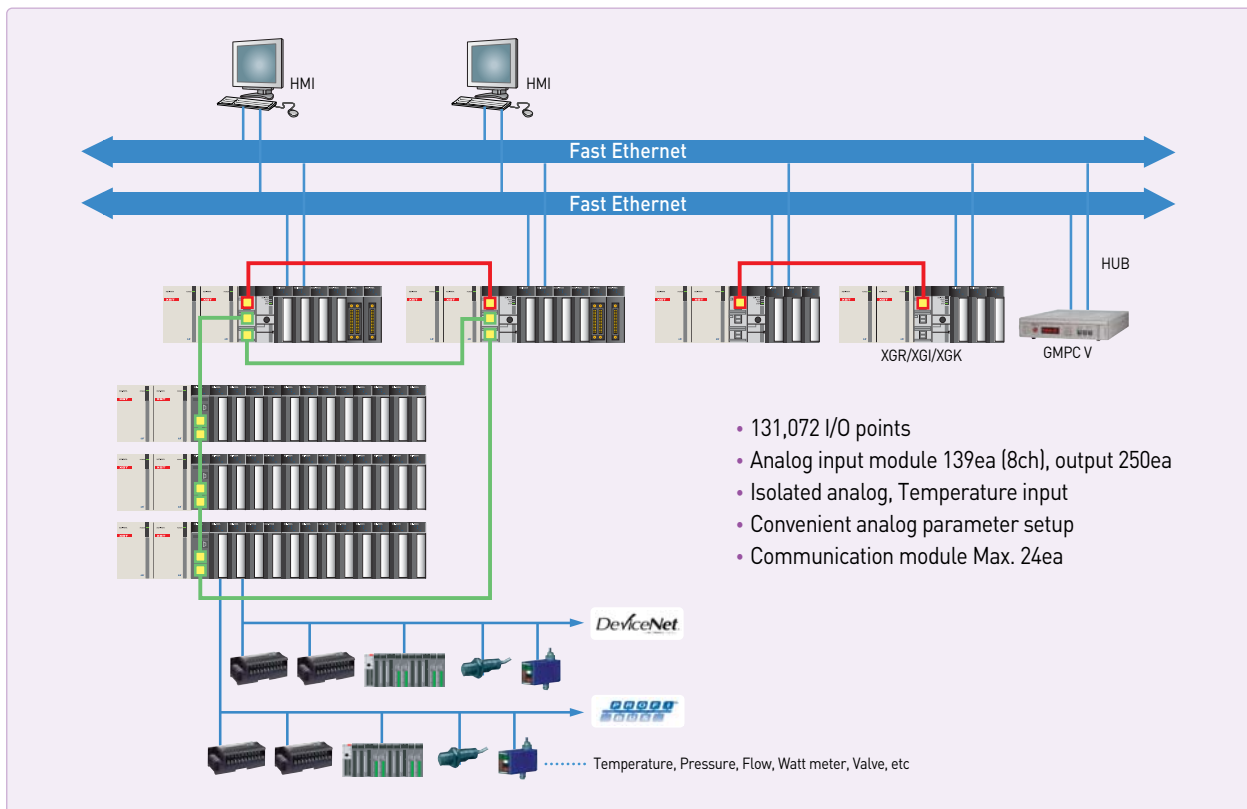 HMI
HMI
Fast Ethernet
Fast Ethernet
HUB
XGR/XGI/XGK
GMPC V
• 131,072 I/O points
• Analog input module 139ea (8ch), output 250ea
• Isolated analog, Temperature input
• Convenient analog parameter setup
• Communication module Max. 24ea
DeviceNet
PROFI
BUS
Temperature, Pressure, Flow, Watt meter, Valve, etc